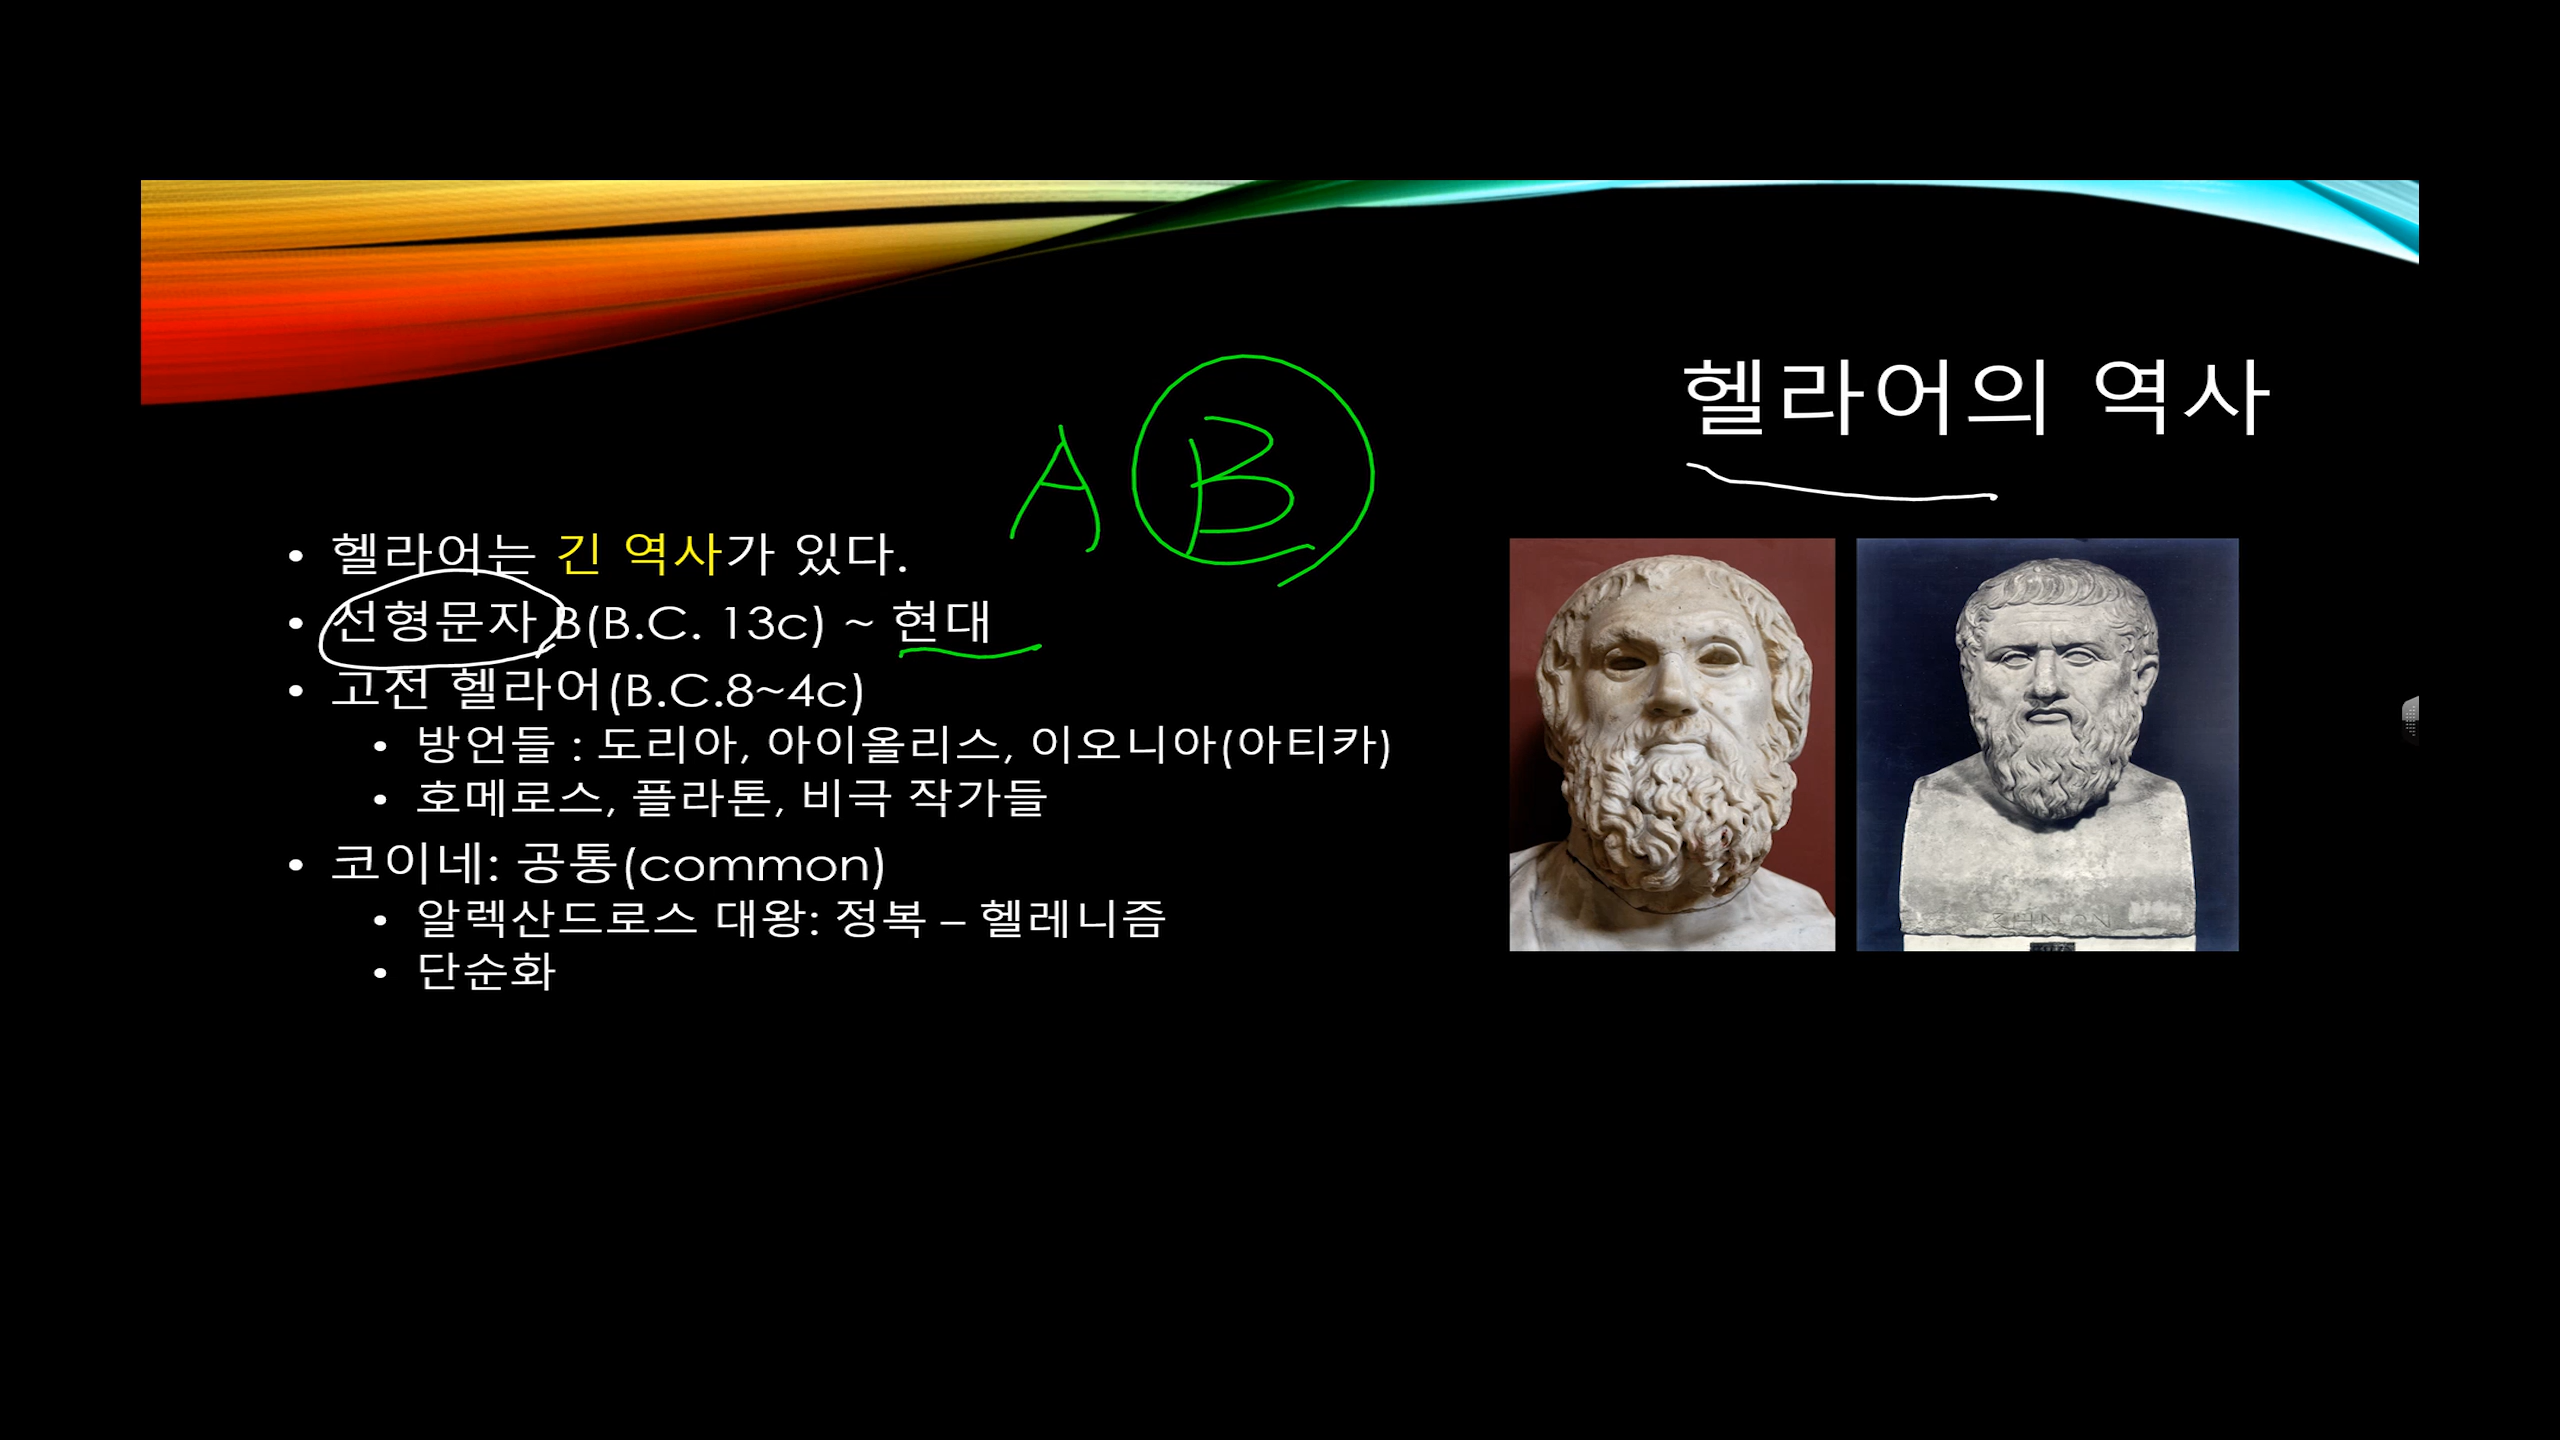 헬라어의 역사
A B
• 헬라어는 긴 역사가 있다.
• 선형문자 B(B.C. 13c) ~ 현대
• 고전 헬라어(B.C.8~4c)
• 방언들 : 도리아, 아이올리스, 이오니아(아티카)
• 호메로스, 플라톤, 비극 작가들
• 코이네: 공통(common)
• 알렉산드로스 대왕: 정복 – 헬레니즘
• 단순화